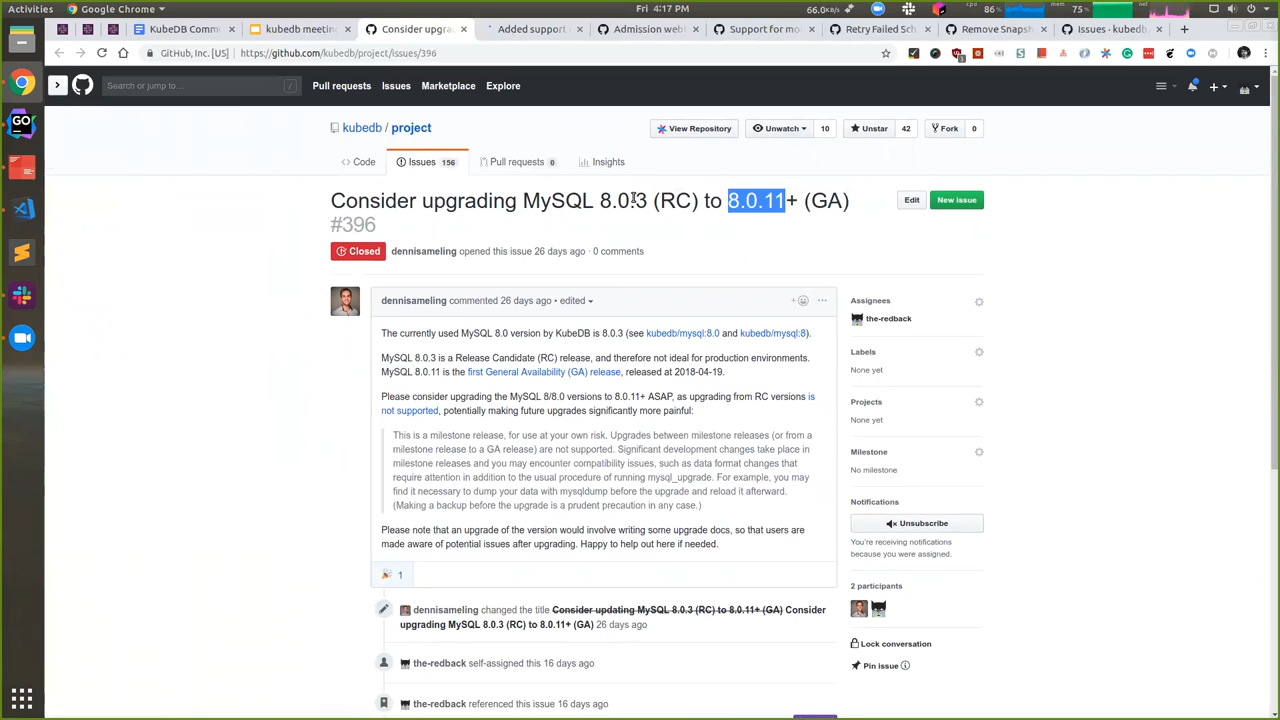 Activities Google Chrome ▾ Fri 4:17 PM 66.0kB/s cpu 86% mem 75% net
KubeDB Comm kubedb meetin Consider upgra Added support Admission web Support for mo Retry Failed Sc Remove Snaps Issues · kubedb
GitHub, Inc. [US] https://github.com/kubedb/project/issues/396
Search or jump to... / Pull requests Issues Marketplace Explore
kubedb / project View Repository Unwatch 10 Unstar 42 Fork 0
Code Issues 156 Pull requests 0 Insights
Consider upgrading MySQL 8.0.3 (RC) to 8.0.11+ (GA) Edit New issue
#396
Closed dennisameling opened this issue 26 days ago · 0 comments
dennisameling commented 26 days ago • edited
The currently used MySQL 8.0 version by KubeDB is 8.0.3 (see kubedb/mysql:8.0 and kubedb/mysql:8).
MySQL 8.0.3 is a Release Candidate (RC) release, and therefore not ideal for production environments.
MySQL 8.0.11 is the first General Availability (GA) release, released at 2018-04-19.
Please consider upgrading the MySQL 8/8.0 versions to 8.0.11+ ASAP, as upgrading from RC versions is
not supported, potentially making future upgrades significantly more painful:
This is a milestone release, for use at your own risk. Upgrades between milestone releases (or from a
milestone release to a GA release) are not supported. Significant development changes take place in
milestone releases and you may encounter compatibility issues, such as data format changes that
require attention in addition to the usual procedure of running mysql_upgrade. For example, you may
find it necessary to dump your data with mysqldump before the upgrade and reload it afterward.
(Making a backup before the upgrade is a prudent precaution in any case.)
Please note that an upgrade of the version would involve writing some upgrade docs, so that users are
made aware of potential issues after upgrading. Happy to help out here if needed.
1
dennisameling changed the title Consider updating MySQL 8.0.3 (RC) to 8.0.11+ (GA) Consider
upgrading MySQL 8.0.3 (RC) to 8.0.11+ (GA) 26 days ago
the-redback self-assigned this 16 days ago
the-redback referenced this issue 16 days ago
Assignees
the-redback
Labels
None yet
Projects
None yet
Milestone
No milestone
Notifications
Unsubscribe
You're receiving notifications
because you were assigned.
2 participants
Lock conversation
Pin issue